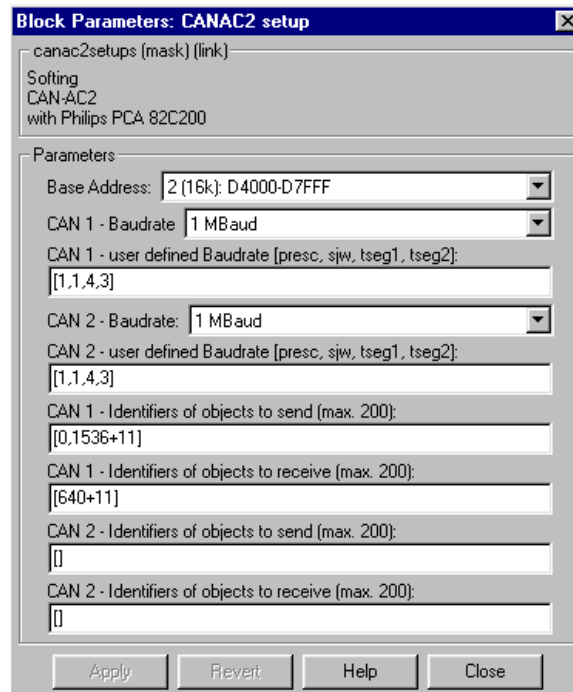 Block Parameters: CANAC2 setup
canac2setups (mask) (link)
Softing
CAN-AC2
with Philips PCA 82C200
Parameters
Base Address: 2 (16k): D4000-D7FFF
CAN 1 - Baudrate 1 MBaud
CAN 1 - user defined Baudrate [presc, sjw, tseg1, tseg2]:
[1,1,4,3]
CAN 2 - Baudrate: 1 MBaud
CAN 2 - user defined Baudrate [presc, sjw, tseg1, tseg2]:
[1,1,4,3]
CAN 1 - Identifiers of objects to send (max. 200):
[0,1536+11]
CAN 1 - Identifiers of objects to receive (max. 200):
[640+11]
CAN 2 - Identifiers of objects to send (max. 200):
[]
CAN 2 - Identifiers of objects to receive (max. 200):
[]
Apply Revert Help Close